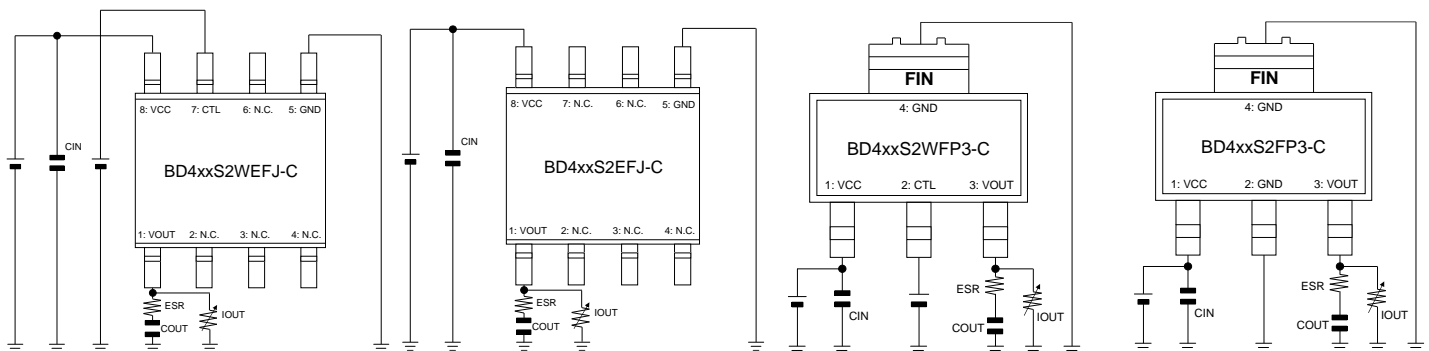 8: VCC
7: CTL
6: N.C.
5: GND
CIN
BD4xxS2WEFJ-C
1: VOUT
2: N.C.
3: N.C.
4: N.C.
ESR
COUT
IOUT
8: VCC
7: N.C.
6: N.C.
5: GND
CIN
BD4xxS2EFJ-C
1: VOUT
2: N.C.
3: N.C.
4: N.C.
ESR
COUT
IOUT
FIN
4: GND
BD4xxS2WFP3-C
1: VCC
2: CTL
3: VOUT
CIN
ESR
COUT
IOUT
FIN
4: GND
BD4xxS2FP3-C
1: VCC
2: GND
3: VOUT
CIN
ESR
COUT
IOUT